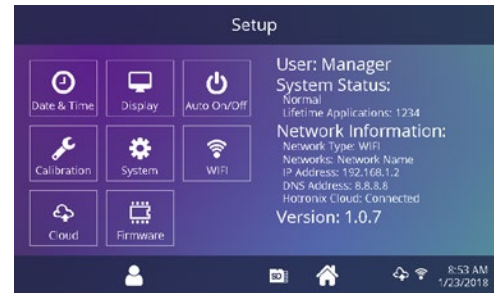 Setup
Date & Time
Display
Auto On/Off
Calibration
System
WIFI
Cloud
Firmware
User: Manager
System Status:
Normal
Lifetime Applications: 1234
Network Information:
Network Type: WIFI
Networks: Network Name
IP Address: 192.168.1.2
DNS Address: 8.8.8.8
Hotronix Cloud: Connected
Version: 1.0.7
SD
8:53 AM
1/23/2018